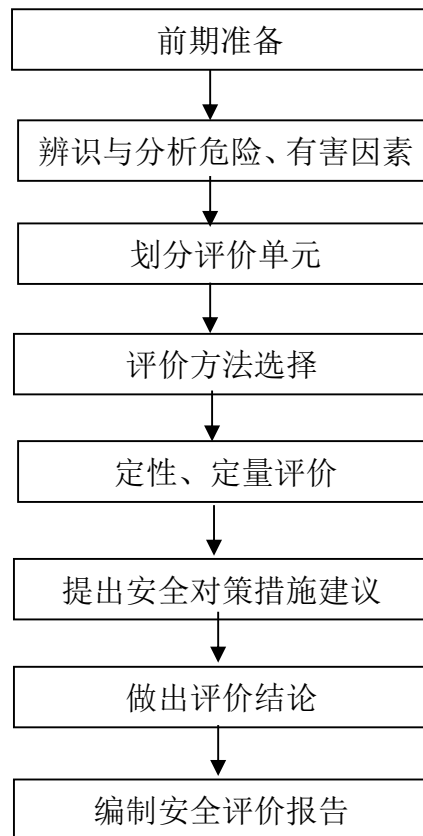 前期准备
辨识与分析危险、有害因素
划分评价单元
评价方法选择
定性、定量评价
提出安全对策措施建议
做出评价结论
编制安全评价报告